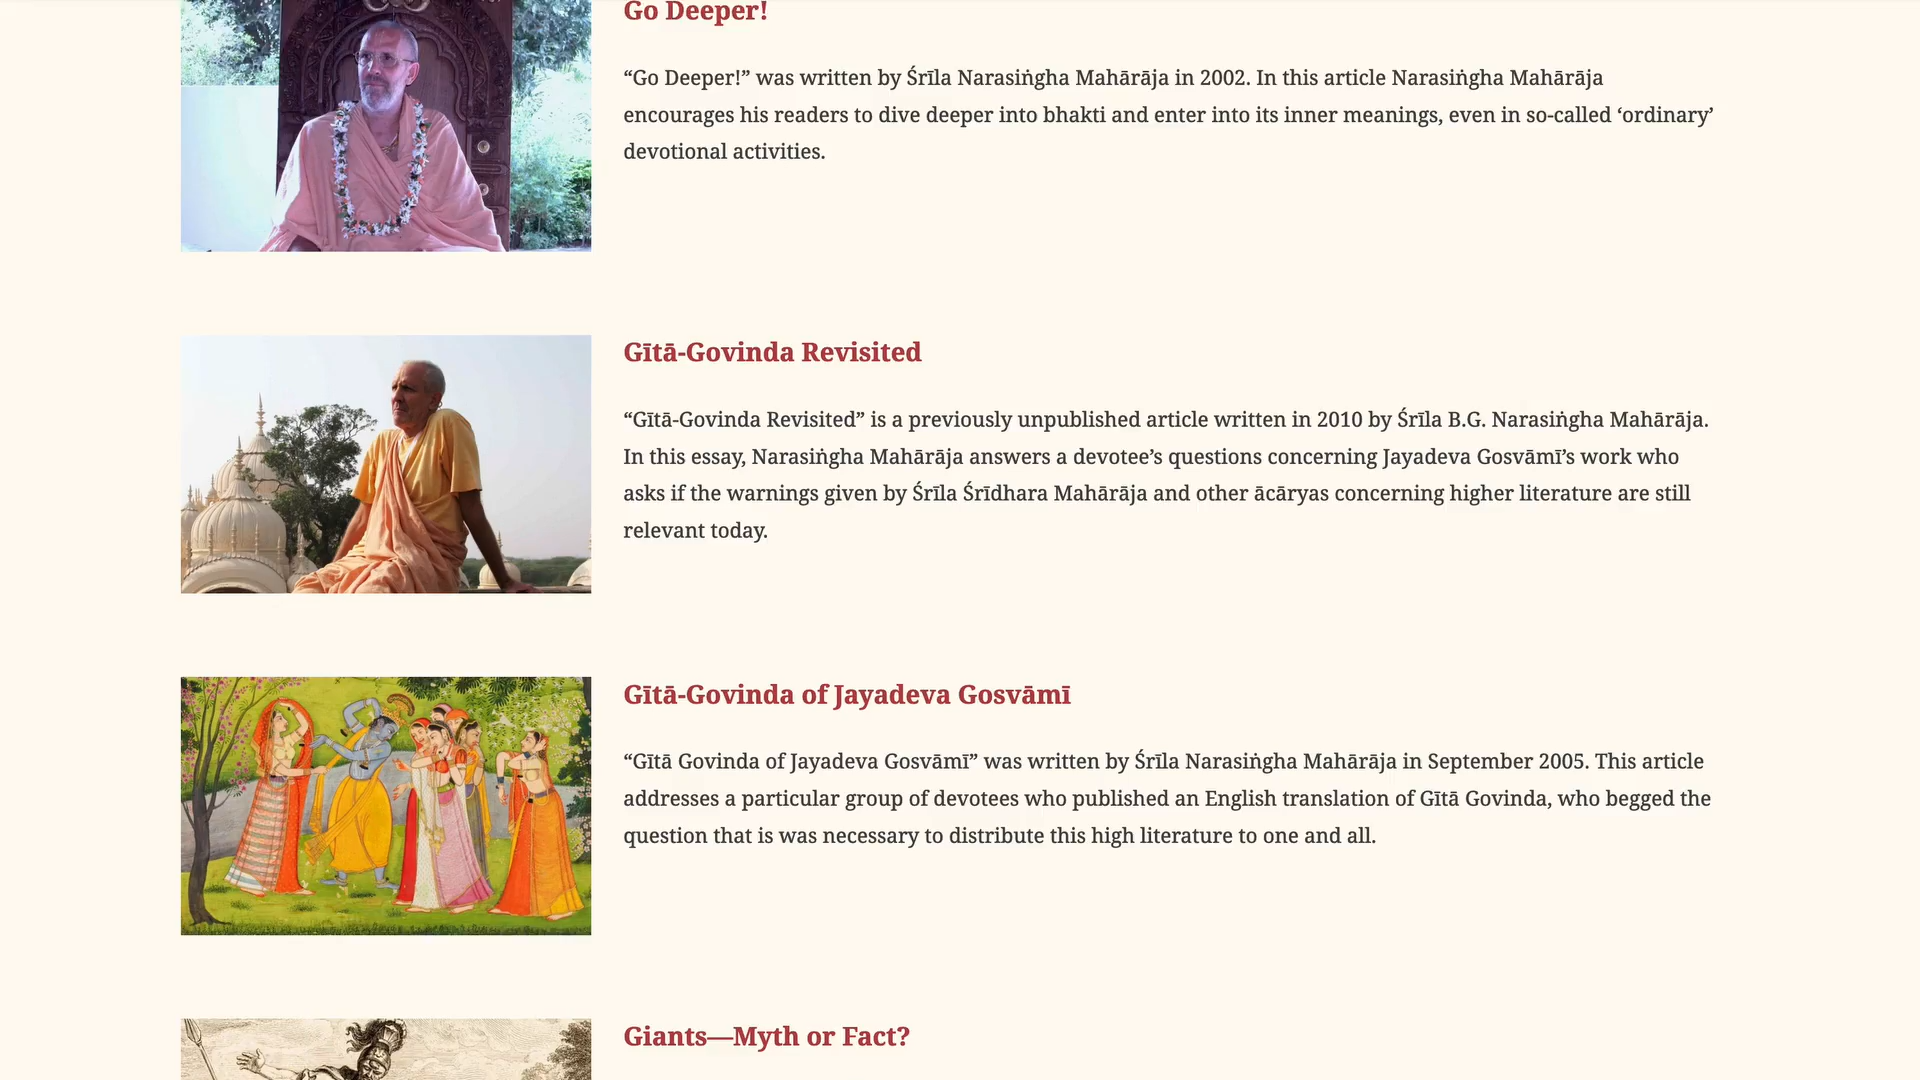 Go Deeper!
“Go Deeper!” was written by Śrīla Narasiṅgha Mahārāja in 2002. In this article Narasiṅgha Mahārāja
encourages his readers to dive deeper into bhakti and enter into its inner meanings, even in so-called ‘ordinary’
devotional activities.
Gītā-Govinda Revisited
“Gītā-Govinda Revisited” is a previously unpublished article written in 2010 by Śrīla B.G. Narasiṅgha Mahārāja.
In this essay, Narasiṅgha Mahārāja answers a devotee’s questions concerning Jayadeva Gosvāmī’s work who
asks if the warnings given by Śrīla Śrīdhara Mahārāja and other ācāryas concerning higher literature are still
relevant today.
Gītā-Govinda of Jayadeva Gosvāmī
“Gītā Govinda of Jayadeva Gosvāmī” was written by Śrīla Narasiṅgha Mahārāja in September 2005. This article
addresses a particular group of devotees who published an English translation of Gītā Govinda, who begged the
question that is was necessary to distribute this high literature to one and all.
Giants—Myth or Fact?